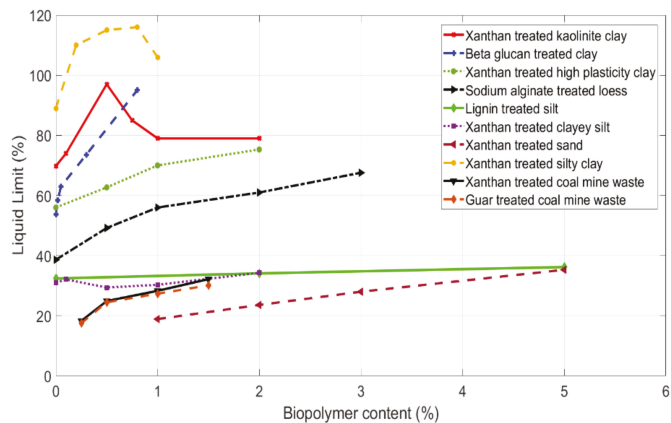 120
100
80
60
40
20
0
Liquid Limit (%)
0 1 2 3 4 5 6
Biopolymer content (%)
Xanthan treated kaolinite clay
Beta glucan treated clay
Xanthan treated high plasticity clay
Sodium alginate treated loess
Lignin treated silt
Xanthan treated clayey silt
Xanthan treated sand
Xanthan treated silty clay
Xanthan treated coal mine waste
Guar treated coal mine waste